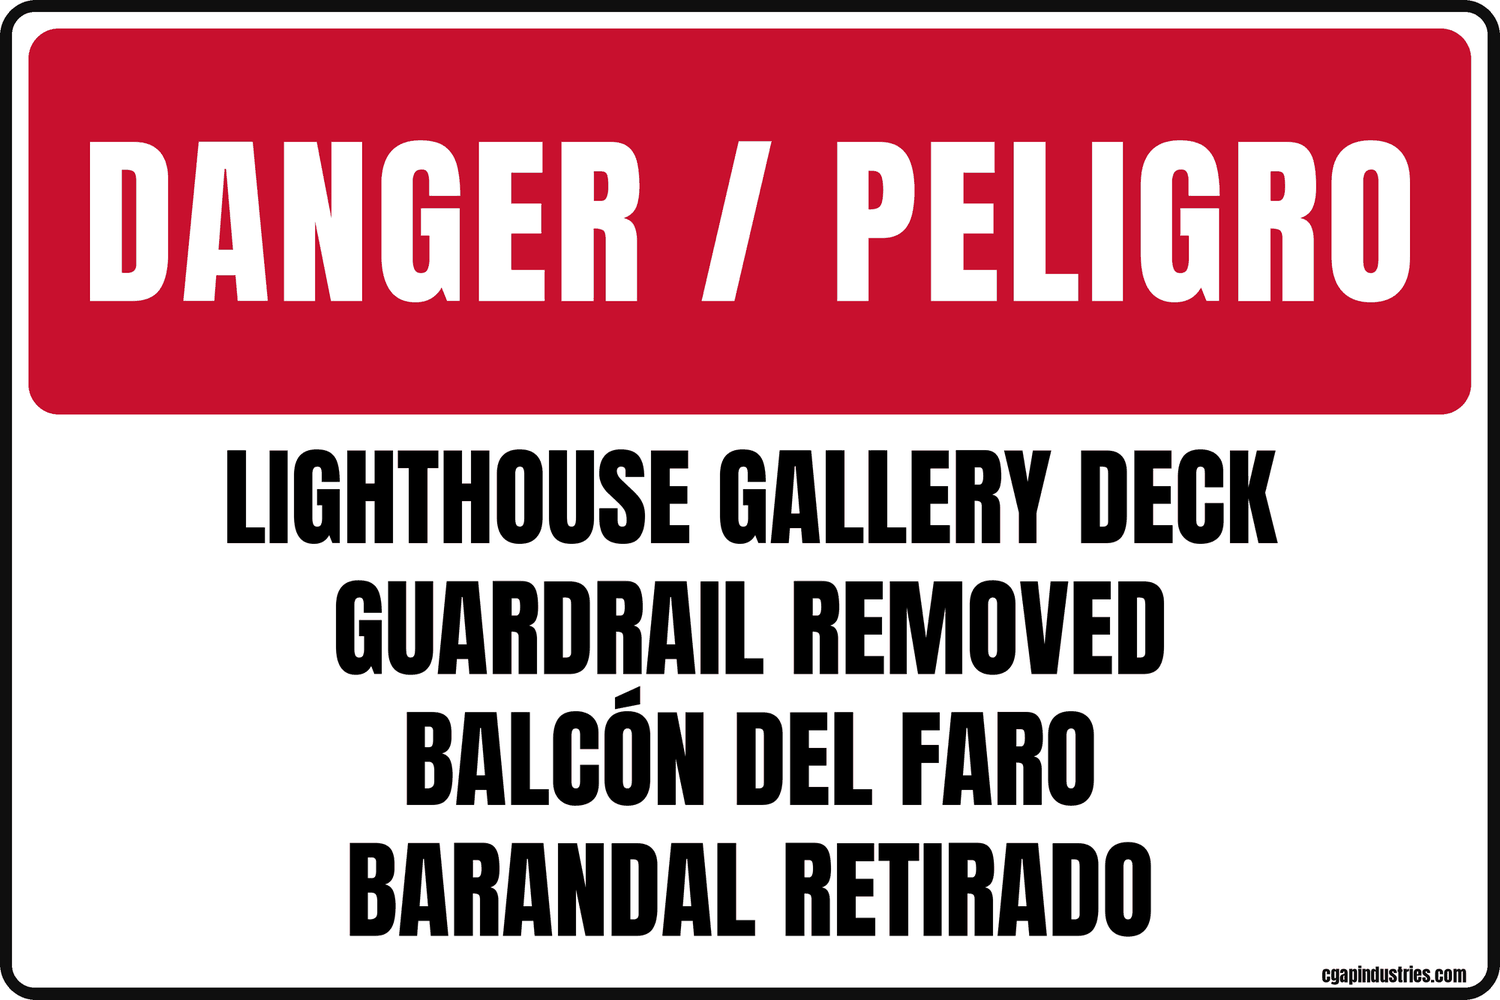 DANGER / PELIGRO
LIGHTHOUSE GALLERY DECK
GUARDRAIL REMOVED
BALCÓN DEL FARO
BARANDAL RETIRADO
cgapindustries.com